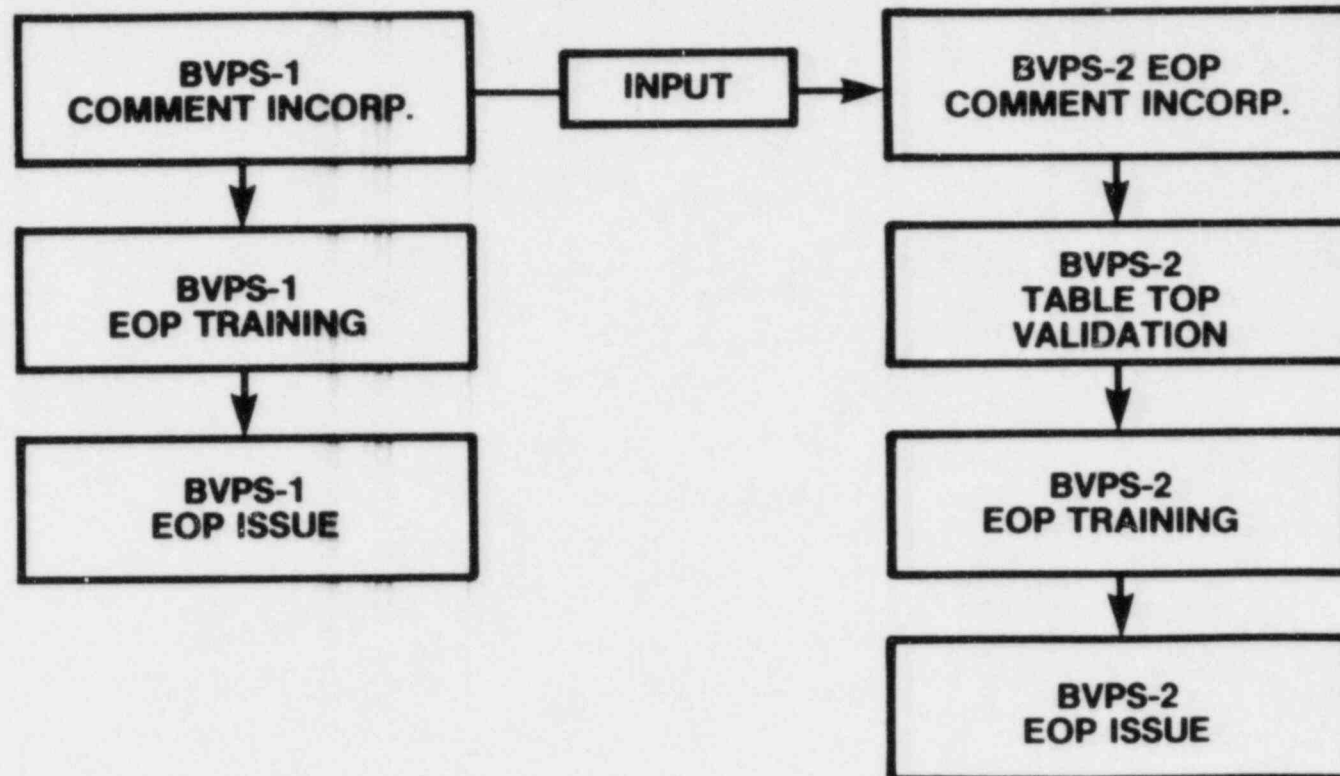 BVPS-1
COMMENT INCORP.
INPUT
BVPS-2 EOP
COMMENT INCORP.
BVPS-1
EOP TRAINING
BVPS-2
TABLE TOP
VALIDATION
BVPS-1
EOP ISSUE
BVPS-2
EOP TRAINING
BVPS-2
EOP ISSUE